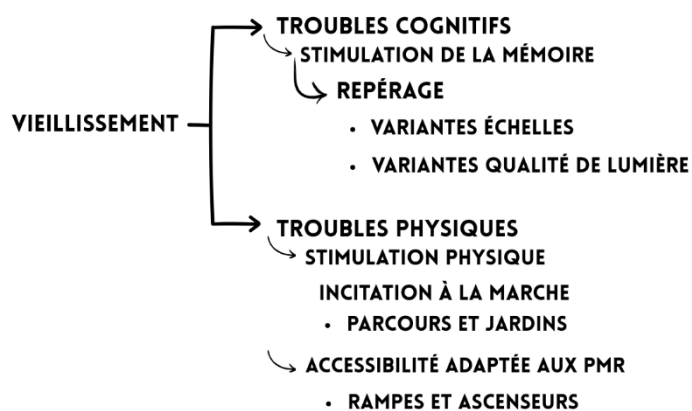 TROUBLES COGNITIFS
STIMULATION DE LA MÉMOIRE
REPÉRAGE
VIEILLISSEMENT
• VARIANTES ÉCHELLES
• VARIANTES QUALITÉ DE LUMIÈRE
TROUBLES PHYSIQUES
STIMULATION PHYSIQUE
INCITATION À LA MARCHE
• PARCOURS ET JARDINS
ACCESSIBILITÉ ADAPTÉE AUX PMR
• RAMPES ET ASCENSEURS